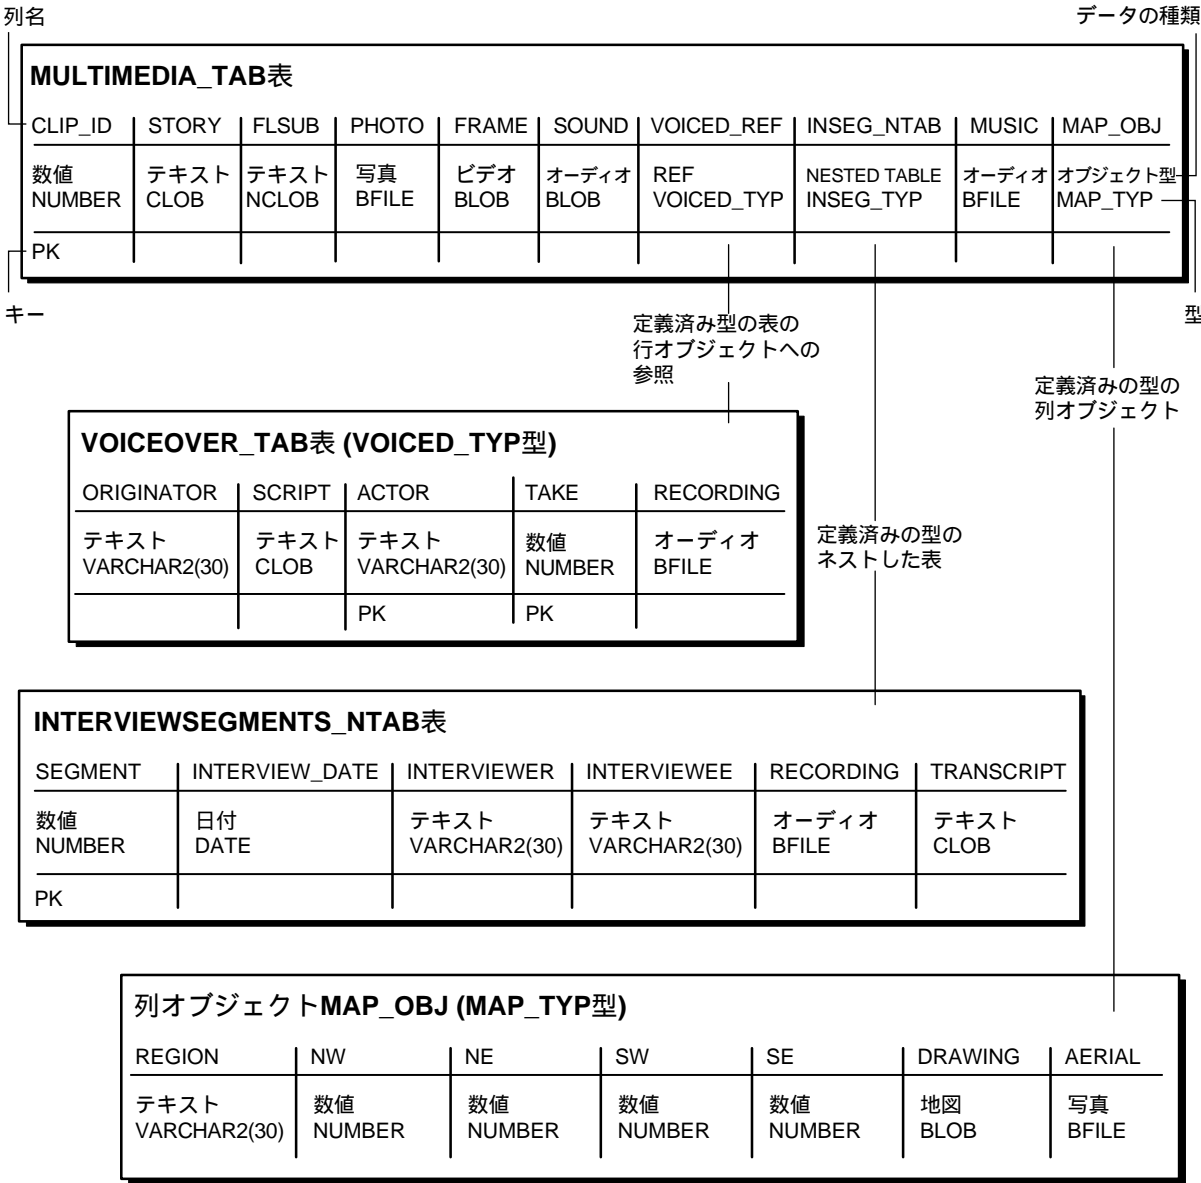 列名
データの種類
MULTIMEDIA_TAB表
CLIP_ID STORY FLSUB PHOTO FRAME SOUND VOICED_REF INSEG_NTAB MUSIC MAP_OBJ
数値 テキスト テキスト 写真 ビデオ オーディオ REF NESTED TABLE オーディオ オブジェクト型
NUMBER CLOB NCLOB BFILE BLOB BLOB VOICED_TYP INSEG_TYP BFILE MAP_TYP
PK
キー
型
定義済み型の表の
行オブジェクトへの
参照
定義済みの型の
列オブジェクト
VOICEOVER_TAB表 (VOICED_TYP型)
ORIGINATOR SCRIPT ACTOR TAKE RECORDING
テキスト テキスト テキスト 数値 オーディオ
VARCHAR2(30) CLOB VARCHAR2(30) NUMBER BFILE
PK PK
定義済みの型の
ネストした表
INTERVIEWSEGMENTS_NTAB表
SEGMENT INTERVIEW_DATE INTERVIEWER INTERVIEWEE RECORDING TRANSCRIPT
数値 日付 テキスト テキスト オーディオ テキスト
NUMBER DATE VARCHAR2(30) VARCHAR2(30) BFILE CLOB
PK
列オブジェクトMAP_OBJ (MAP_TYP型)
REGION NW NE SW SE DRAWING AERIAL
テキスト 数値 数値 数値 数値 地図 写真
VARCHAR2(30) NUMBER NUMBER NUMBER NUMBER BLOB BFILE